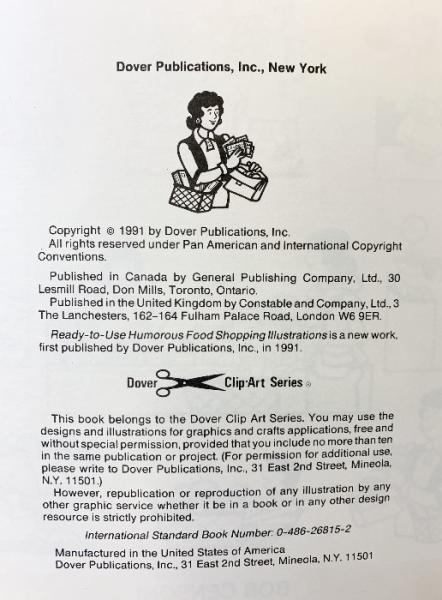 Dover Publications, Inc., New York
Copyright © 1991 by Dover Publications, Inc.
All rights reserved under Pan American and International Copyright
Conventions.
Published in Canada by General Publishing Company, Ltd., 30
Lesmill Road, Don Mills, Toronto, Ontario.
Published in the United Kingdom by Constable and Company, Ltd., 3
The Lanchesters, 162–164 Fulham Palace Road, London W6 9ER.
Ready-to-Use Humorous Food Shopping Illustrations is a new work,
first published by Dover Publications, Inc., in 1991.
Dover Clip-Art Series ®
This book belongs to the Dover Clip Art Series. You may use the
designs and illustrations for graphics and crafts applications, free and
without special permission, provided that you include no more than ten
in the same publication or project. (For permission for additional use,
please write to Dover Publications, Inc., 31 East 2nd Street, Mineola,
N.Y. 11501.)
However, republication or reproduction of any illustration by any
other graphic service whether it be in a book or in any other design
resource is strictly prohibited.
International Standard Book Number: 0-486-26815-2
Manufactured in the United States of America
Dover Publications, Inc., 31 East 2nd Street, Mineola, N.Y. 11501